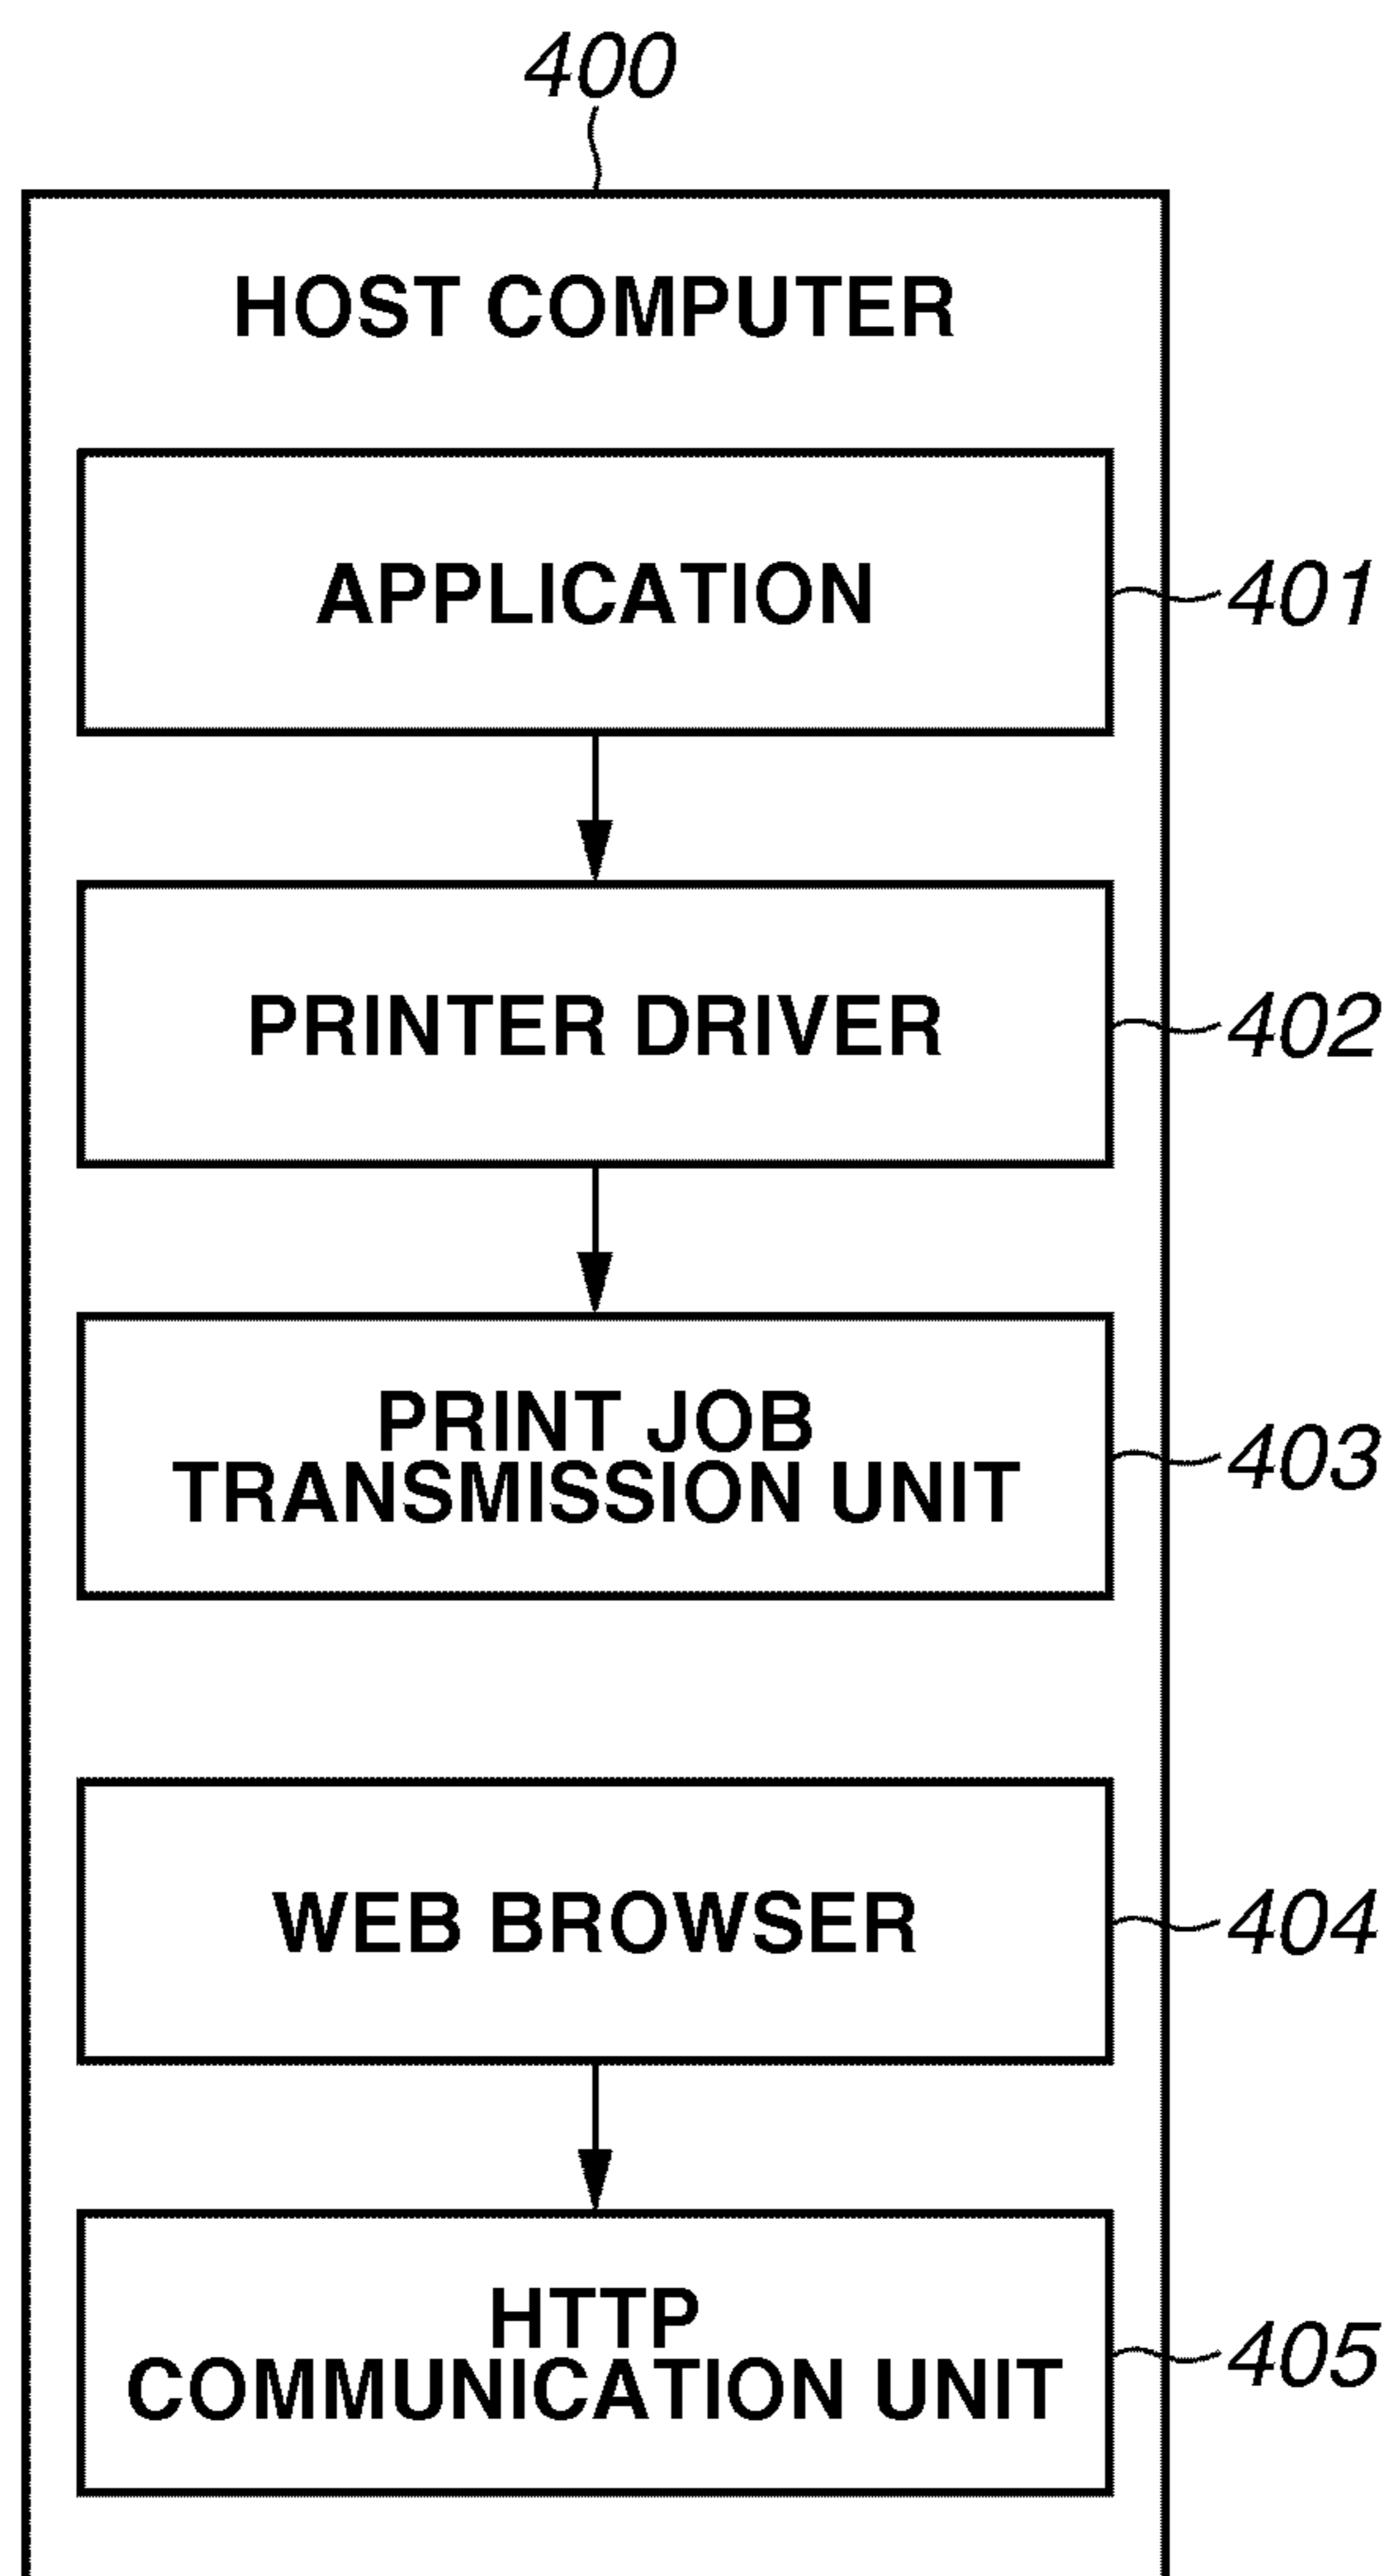 400
HOST COMPUTER
APPLICATION
401
PRINTER DRIVER
402
PRINT JOB
TRANSMISSION UNIT
403
WEB BROWSER
404
HTTP
COMMUNICATION UNIT
405